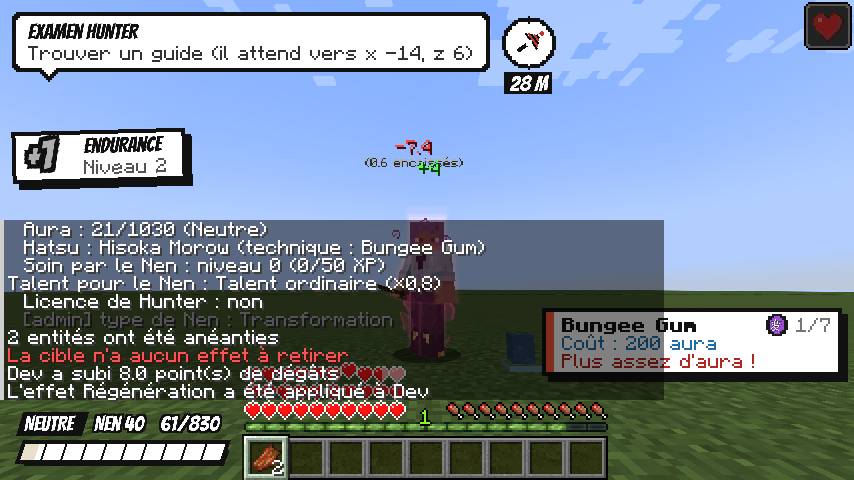 EXAMEN HUNTER
Trouver un guide (il attend vers x -14, z 6)
28 M
+1
ENDURANCE
Niveau 2
-7.4
(0.6 encaissés)
+4
Aura : 21/1030 (Neutre)
Hatsu : Hisoka Morow (technique : Bungee Gum)
Soin par le Nen : niveau 0 (0/50 XP)
Talent pour le Nen : Talent ordinaire (×0,8)
Licence de Hunter : non
[admin] type de Nen : Transformation
2 entités ont été anéanties
La cible n'a aucun effet à retirer
Dev a subi 8.0 point(s) de dégâts
L'effet Régénération a été appliqué à Dev
Bungee Gum
1/7
Coût : 200 aura
Plus assez d'aura !
NEUTRE
NEN 40
61/830
1
2